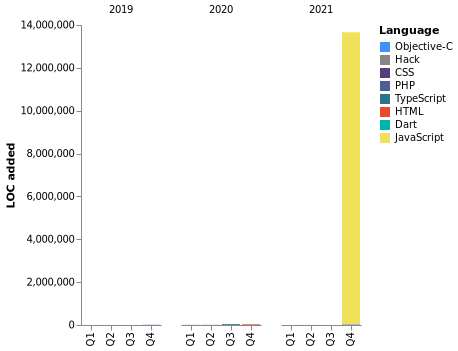 2019 2020 2021
14,000,000
12,000,000
10,000,000
8,000,000
6,000,000
4,000,000
2,000,000
0
LOC added
Q1 Q2 Q3 Q4 Q1 Q2 Q3 Q4 Q1 Q2 Q3 Q4
Language
Objective-C
Hack
CSS
PHP
TypeScript
HTML
Dart
JavaScript